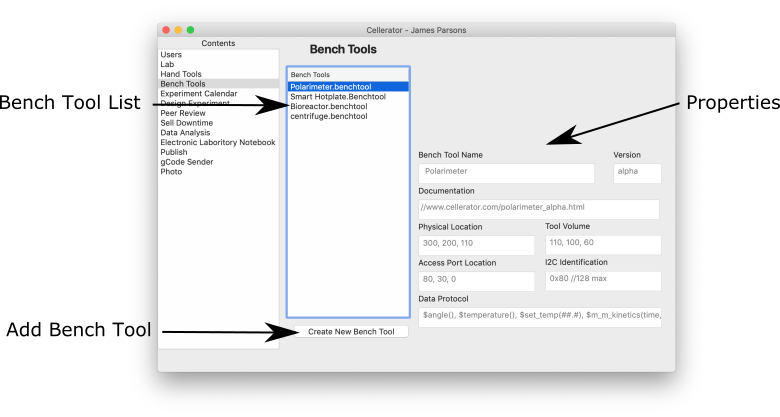 Cellerator - James Parsons
Contents
Users
Lab
Hand Tools
Bench Tools
Experiment Calendar
Design Experiment
Peer Review
Sell Downtime
Data Analysis
Electronic Laboritory Notebook
Publish
gCode Sender
Photo
Bench Tools
Bench Tools
Polarimeter.benchtool
Smart Hotplate.Benchtool
Bioreactor.benchtool
centrifuge.benchtool
Create New Bench Tool
Bench Tool Name
Version
Polarimeter
alpha
Documentation
//www.cellerator.com/polarimeter_alpha.html
Physical Location
Tool Volume
300, 200, 110
110, 100, 60
Access Port Location
I2C Identification
80, 30, 0
0x80 //128 max
Data Protocol
$angle(), $temperature(), $set_temp(##.#), $m_m_kinetics(time,
Bench Tool List
Add Bench Tool
Properties